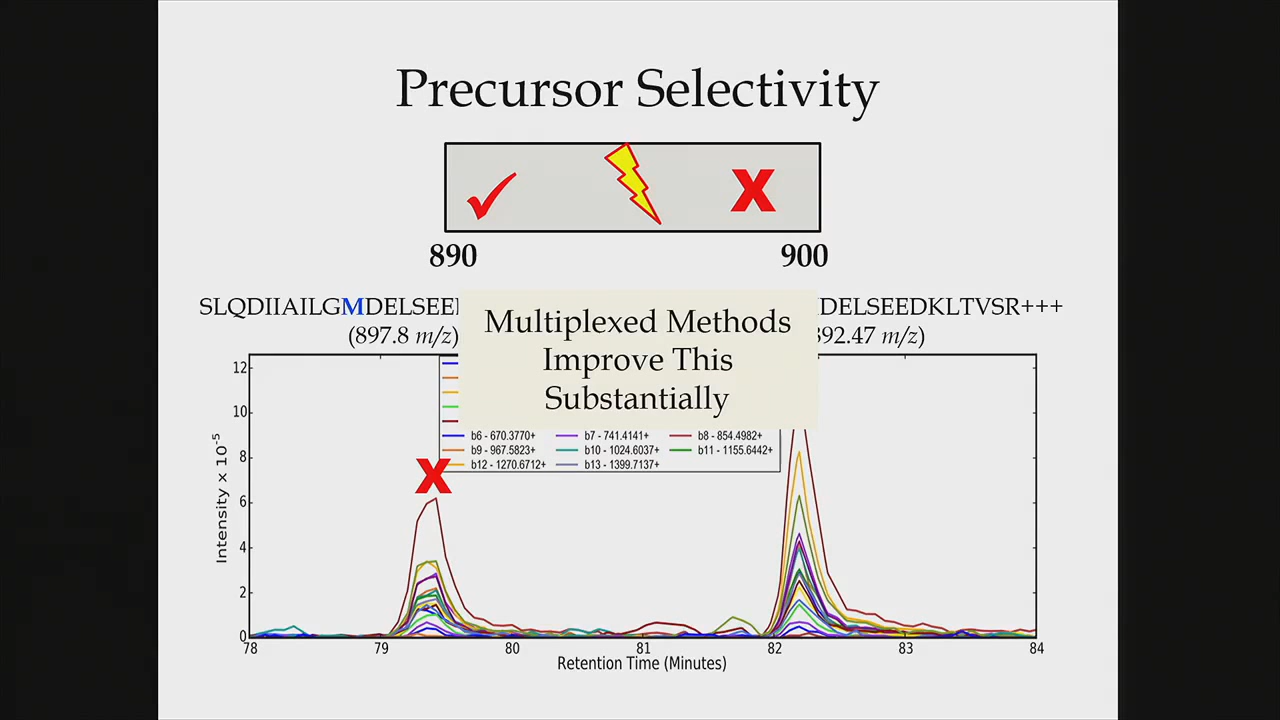 Precursor Selectivity
890
900
SLQDIIAILGMDELSEE
DELSEEDKLTVSR+++
(897.8 m/z)
92.47 m/z)
Multiplexed Methods
Improve This
Substantially
12
10
8
6
4
2
0
Intensity x 10-5
b6 - 670.3770+ b7 - 741.4141+ b8 - 854.4982+
b9 - 967.5823+ b10 - 1024.6037+ b11 - 1155.6442+
b12 - 1270.6712+ b13 - 1399.7137+
X
78 79 80 81 82 83 84
Retention Time (Minutes)